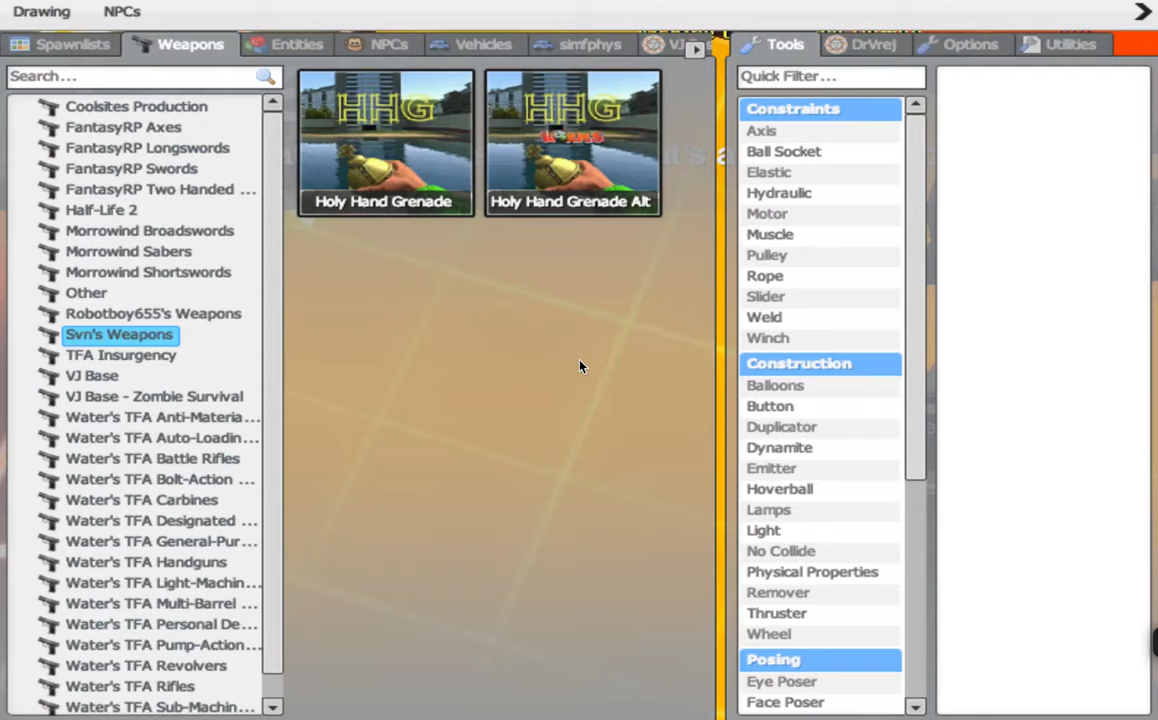 Drawing NPCs
Spawnlists Weapons Entities NPCs Vehicles simfphys
Search...
Coolsites Production
FantasyRP Axes
FantasyRP Longswords
FantasyRP Swords
FantasyRP Two Handed ...
Half-Life 2
Morrowind Broadswords
Morrowind Sabers
Morrowind Shortswords
Other
Robotboy655's Weapons
Svn's Weapons
TFA Insurgency
VJ Base
VJ Base - Zombie Survival
Water's TFA Anti-Materia...
Water's TFA Auto-Loadin...
Water's TFA Battle Rifles
Water's TFA Bolt-Action ...
Water's TFA Carbines
Water's TFA Designated ...
Water's TFA General-Pur...
Water's TFA Handguns
Water's TFA Light-Machin...
Water's TFA Multi-Barrel ...
Water's TFA Personal De...
Water's TFA Pump-Action...
Water's TFA Revolvers
Water's TFA Rifles
Water's TFA Sub-Machin...
HHG
Holy Hand Grenade
HHG
Holy Hand Grenade Alt
Tools DrVrej Options Utilities
Quick Filter...
Constraints
Axis
Ball Socket
Elastic
Hydraulic
Motor
Muscle
Pulley
Rope
Slider
Weld
Winch
Construction
Balloons
Button
Duplicator
Dynamite
Emitter
Hoverball
Lamps
Light
No Collide
Physical Properties
Remover
Thruster
Wheel
Posing
Eye Poser
Face Poser